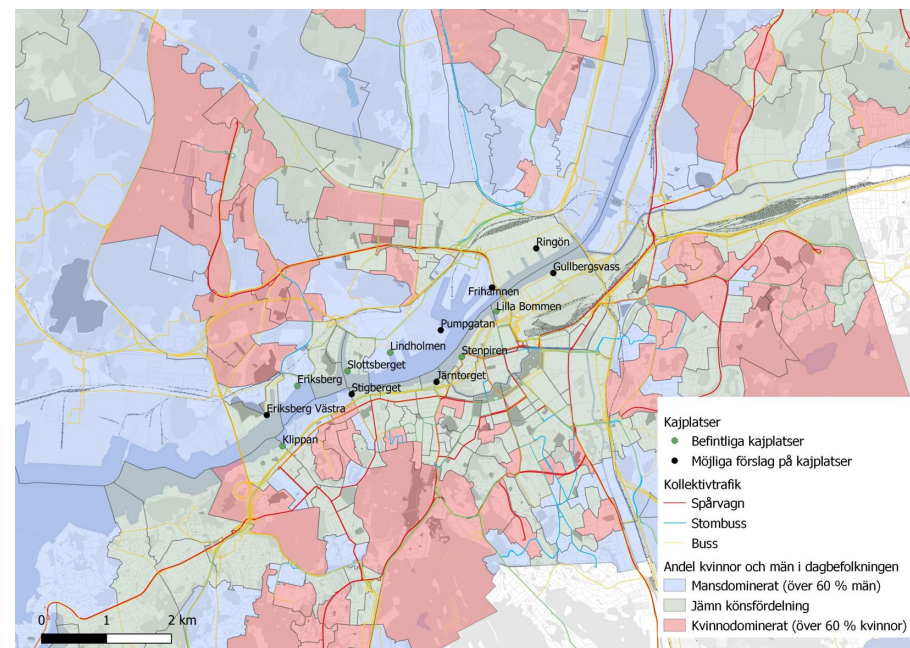 Ringön
Gullbergsvass
Frihamnen
Lilla Bommen
Pumpgatan
Lindholmen
Stenpiren
Slottsberget
Järntorget
Eriksberg
Stigberget
Eriksberg Västra
Klippan
Kajplatser
Befintliga kajplatser
Möjliga förslag på kajplatser
Kollektivtrafik
Spårvagn
Stombuss
Buss
Andel kvinnor och män i dagbefolkningen
Mansdominerat (över 60 % män)
Jämn könsfördelning
Kvinnodominerat (över 60 % kvinnor)
0 1 2 km